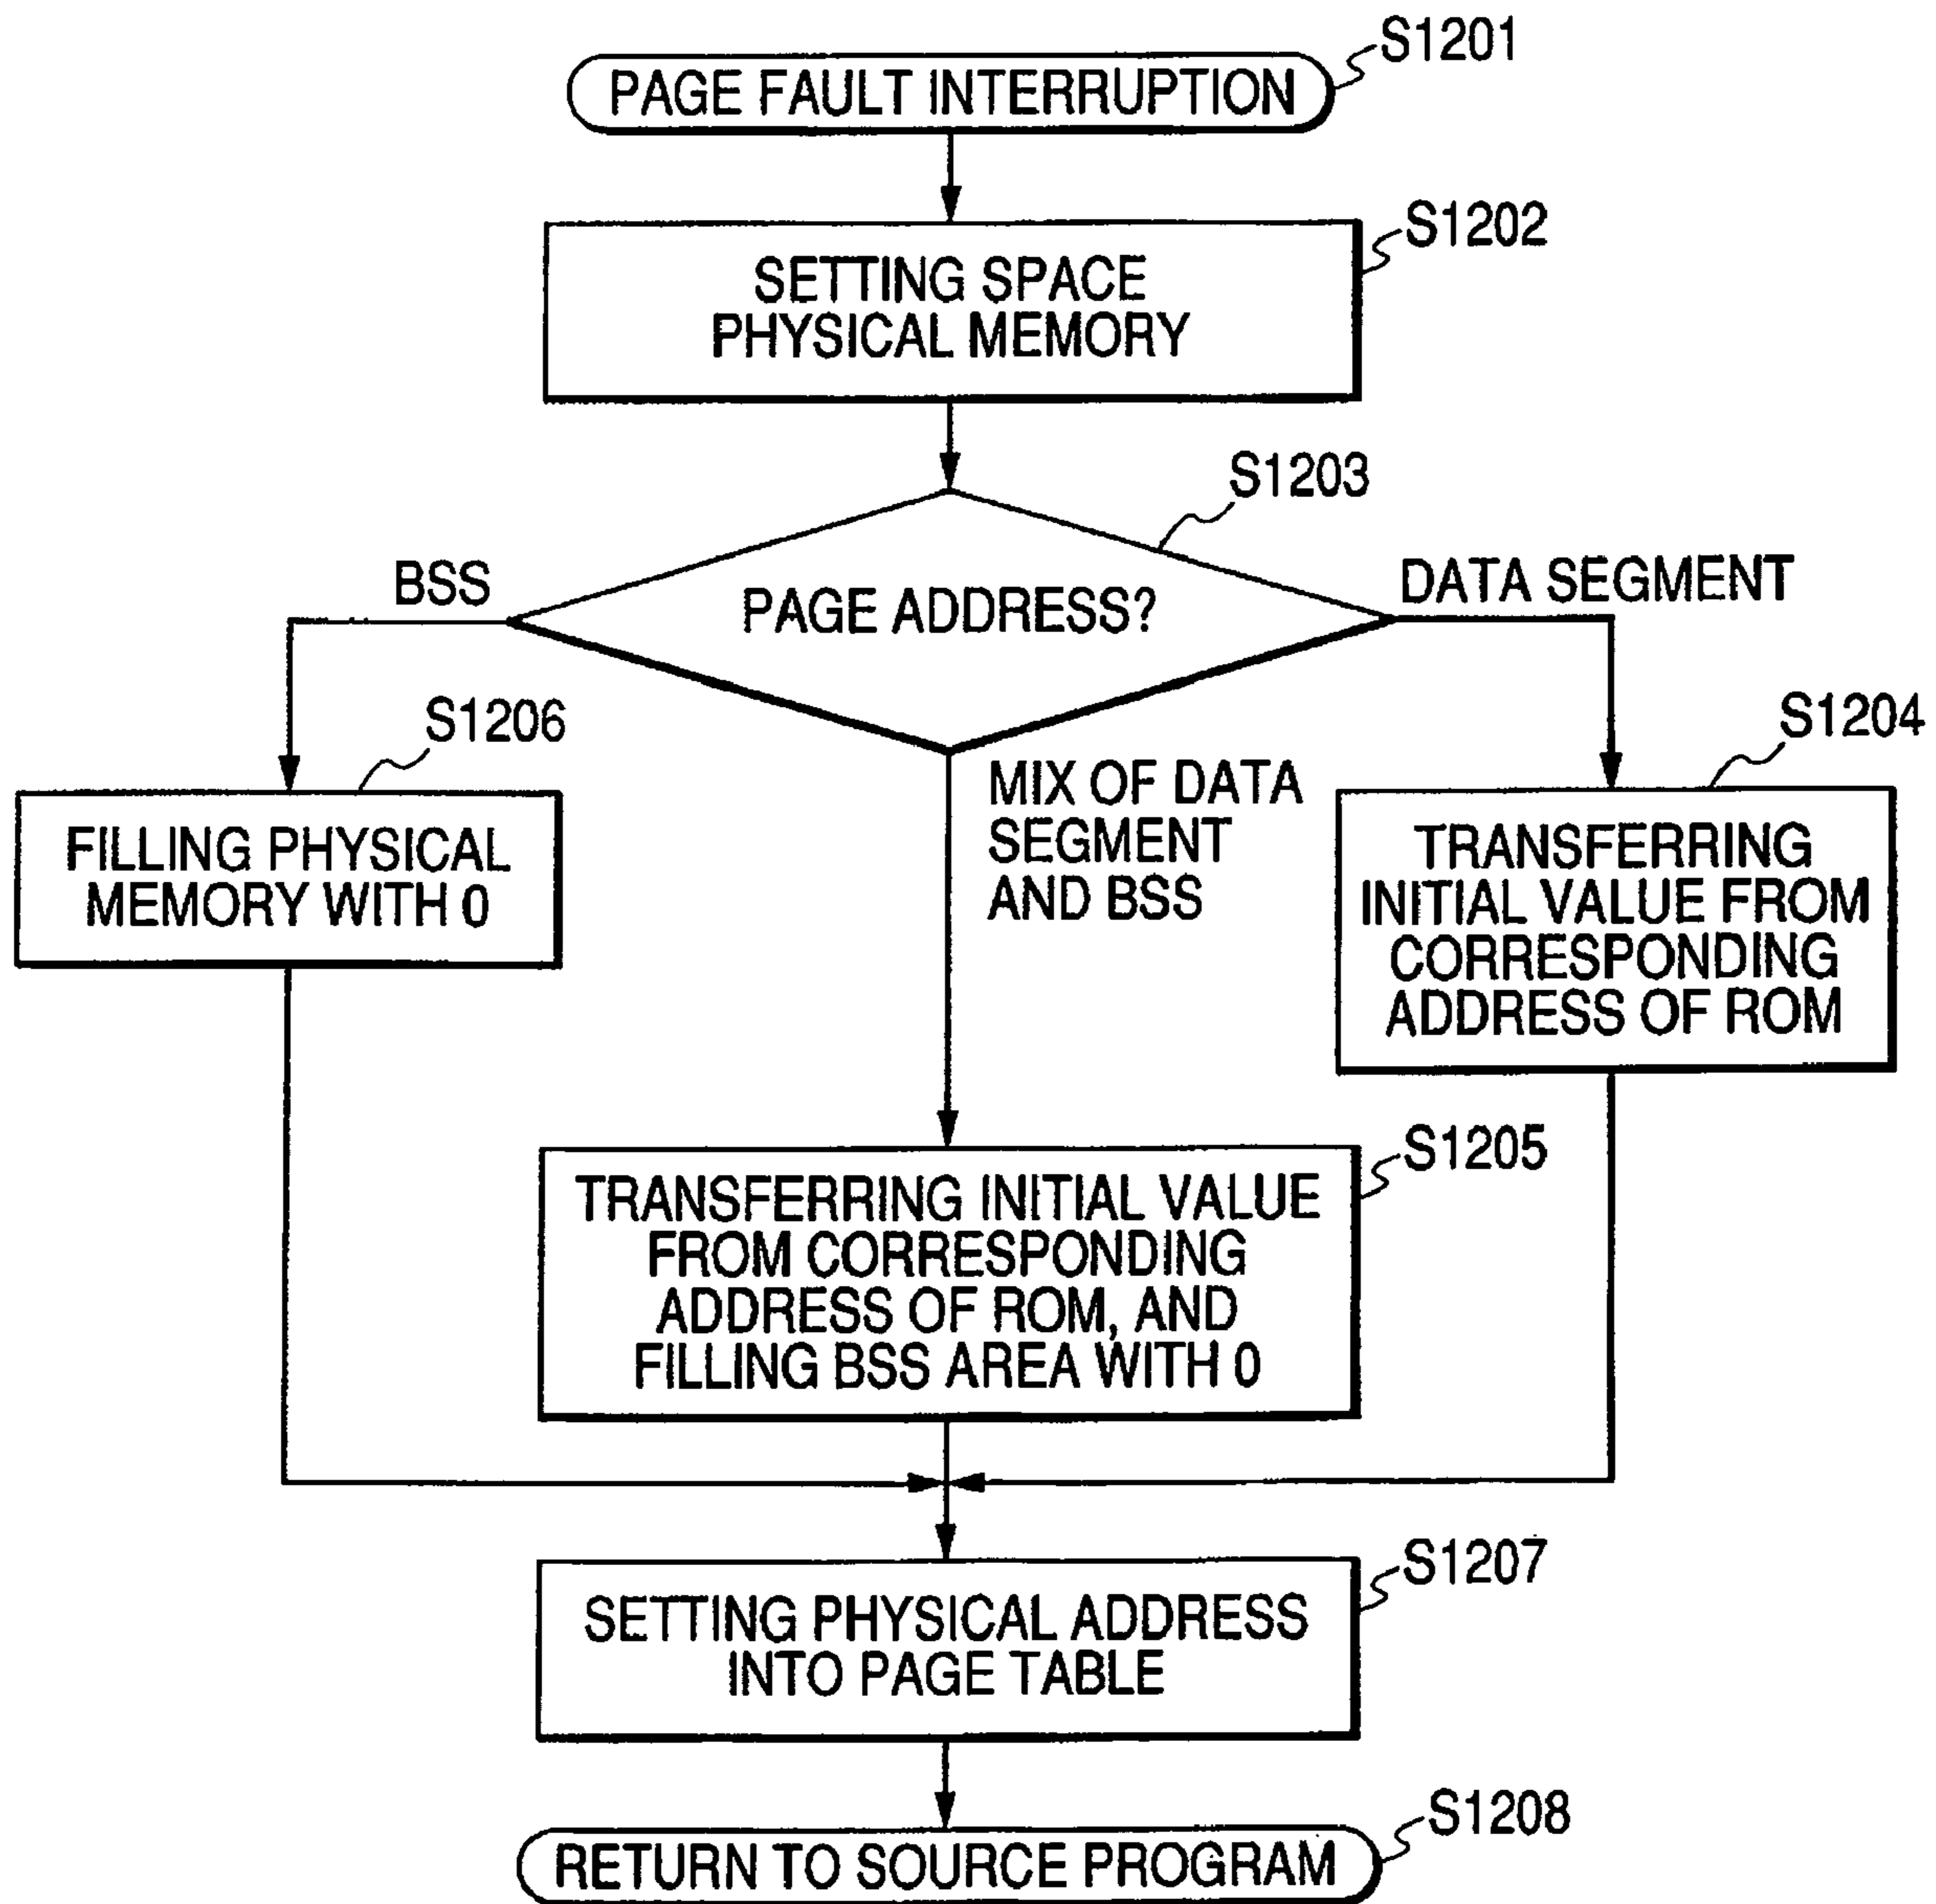 S1201
PAGE FAULT INTERRUPTION
S1202
SETTING SPACE
PHYSICAL MEMORY
S1203
BSS
PAGE ADDRESS?
DATA SEGMENT
S1206
FILLING PHYSICAL
MEMORY WITH 0
MIX OF DATA
SEGMENT
AND BSS
S1204
TRANSFERRING
INITIAL VALUE FROM
CORRESPONDING
ADDRESS OF ROM
S1205
TRANSFERRING INITIAL VALUE
FROM CORRESPONDING
ADDRESS OF ROM, AND
FILLING BSS AREA WITH 0
S1207
SETTING PHYSICAL ADDRESS
INTO PAGE TABLE
S1208
RETURN TO SOURCE PROGRAM